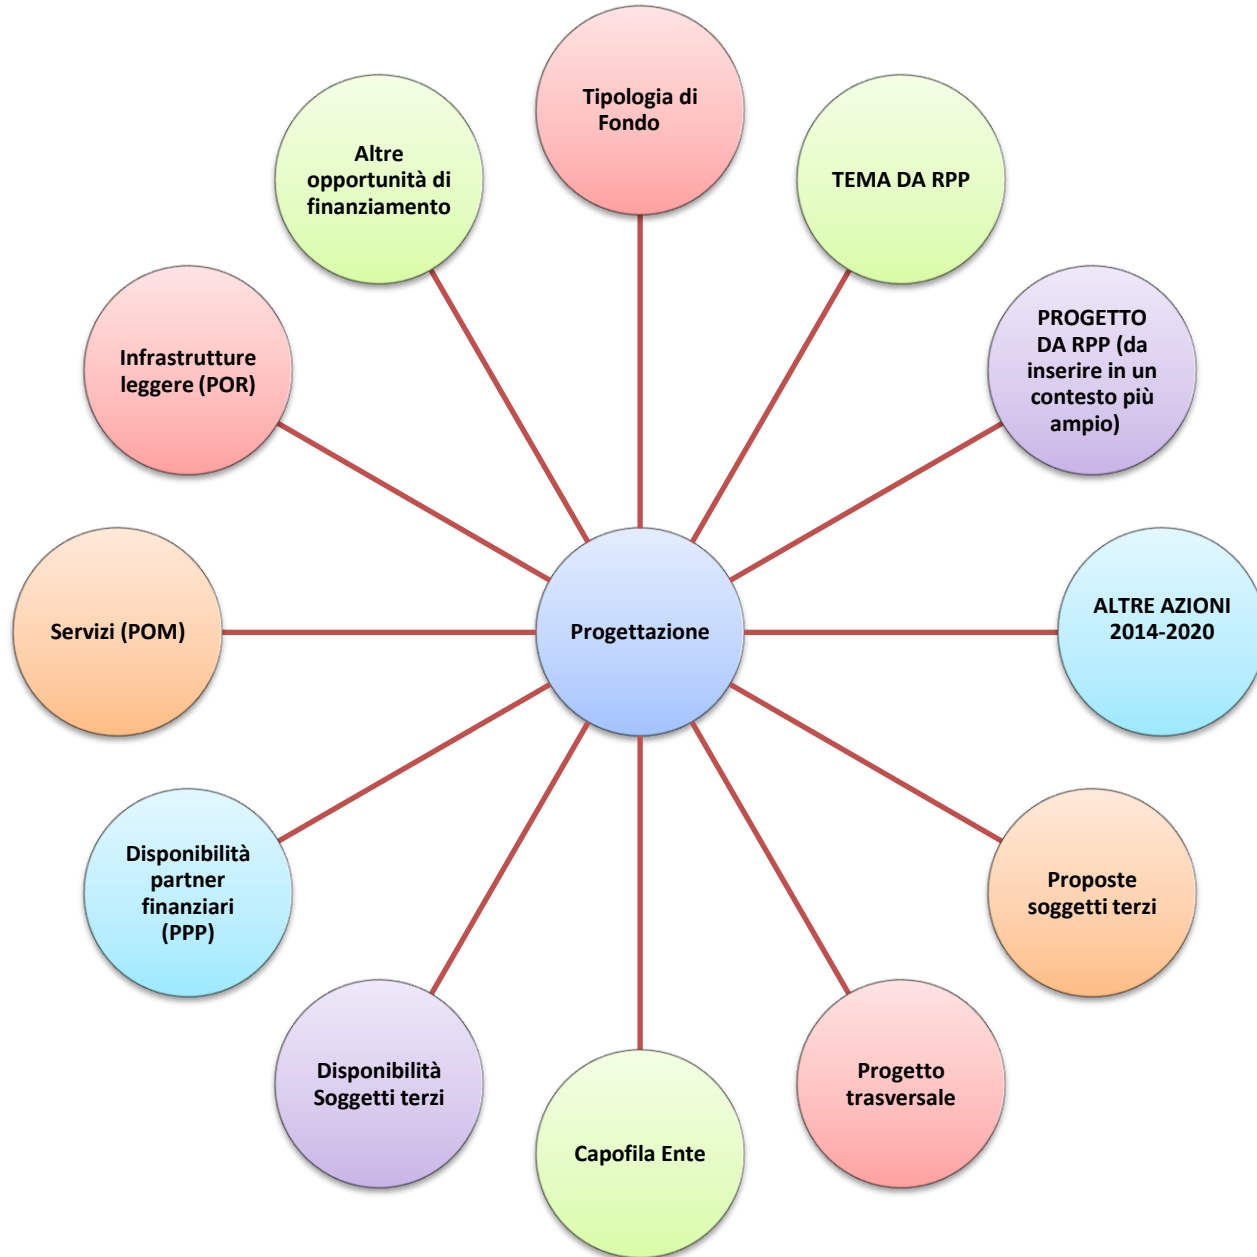 Tipologia di
Fondo
TEMA DA RPP
PROGETTO
DA RPP (da
inserire in un
contesto più
ampio)
ALTRE AZIONI
2014-2020
Proposte
soggetti terzi
Progetto
trasversale
Capofila Ente
Disponibilità
Soggetti terzi
Disponibilità
partner
finanziari
(PPP)
Servizi (POM)
Infrastrutture
leggere (POR)
Altre
opportunità di
finanziamento
Progettazione